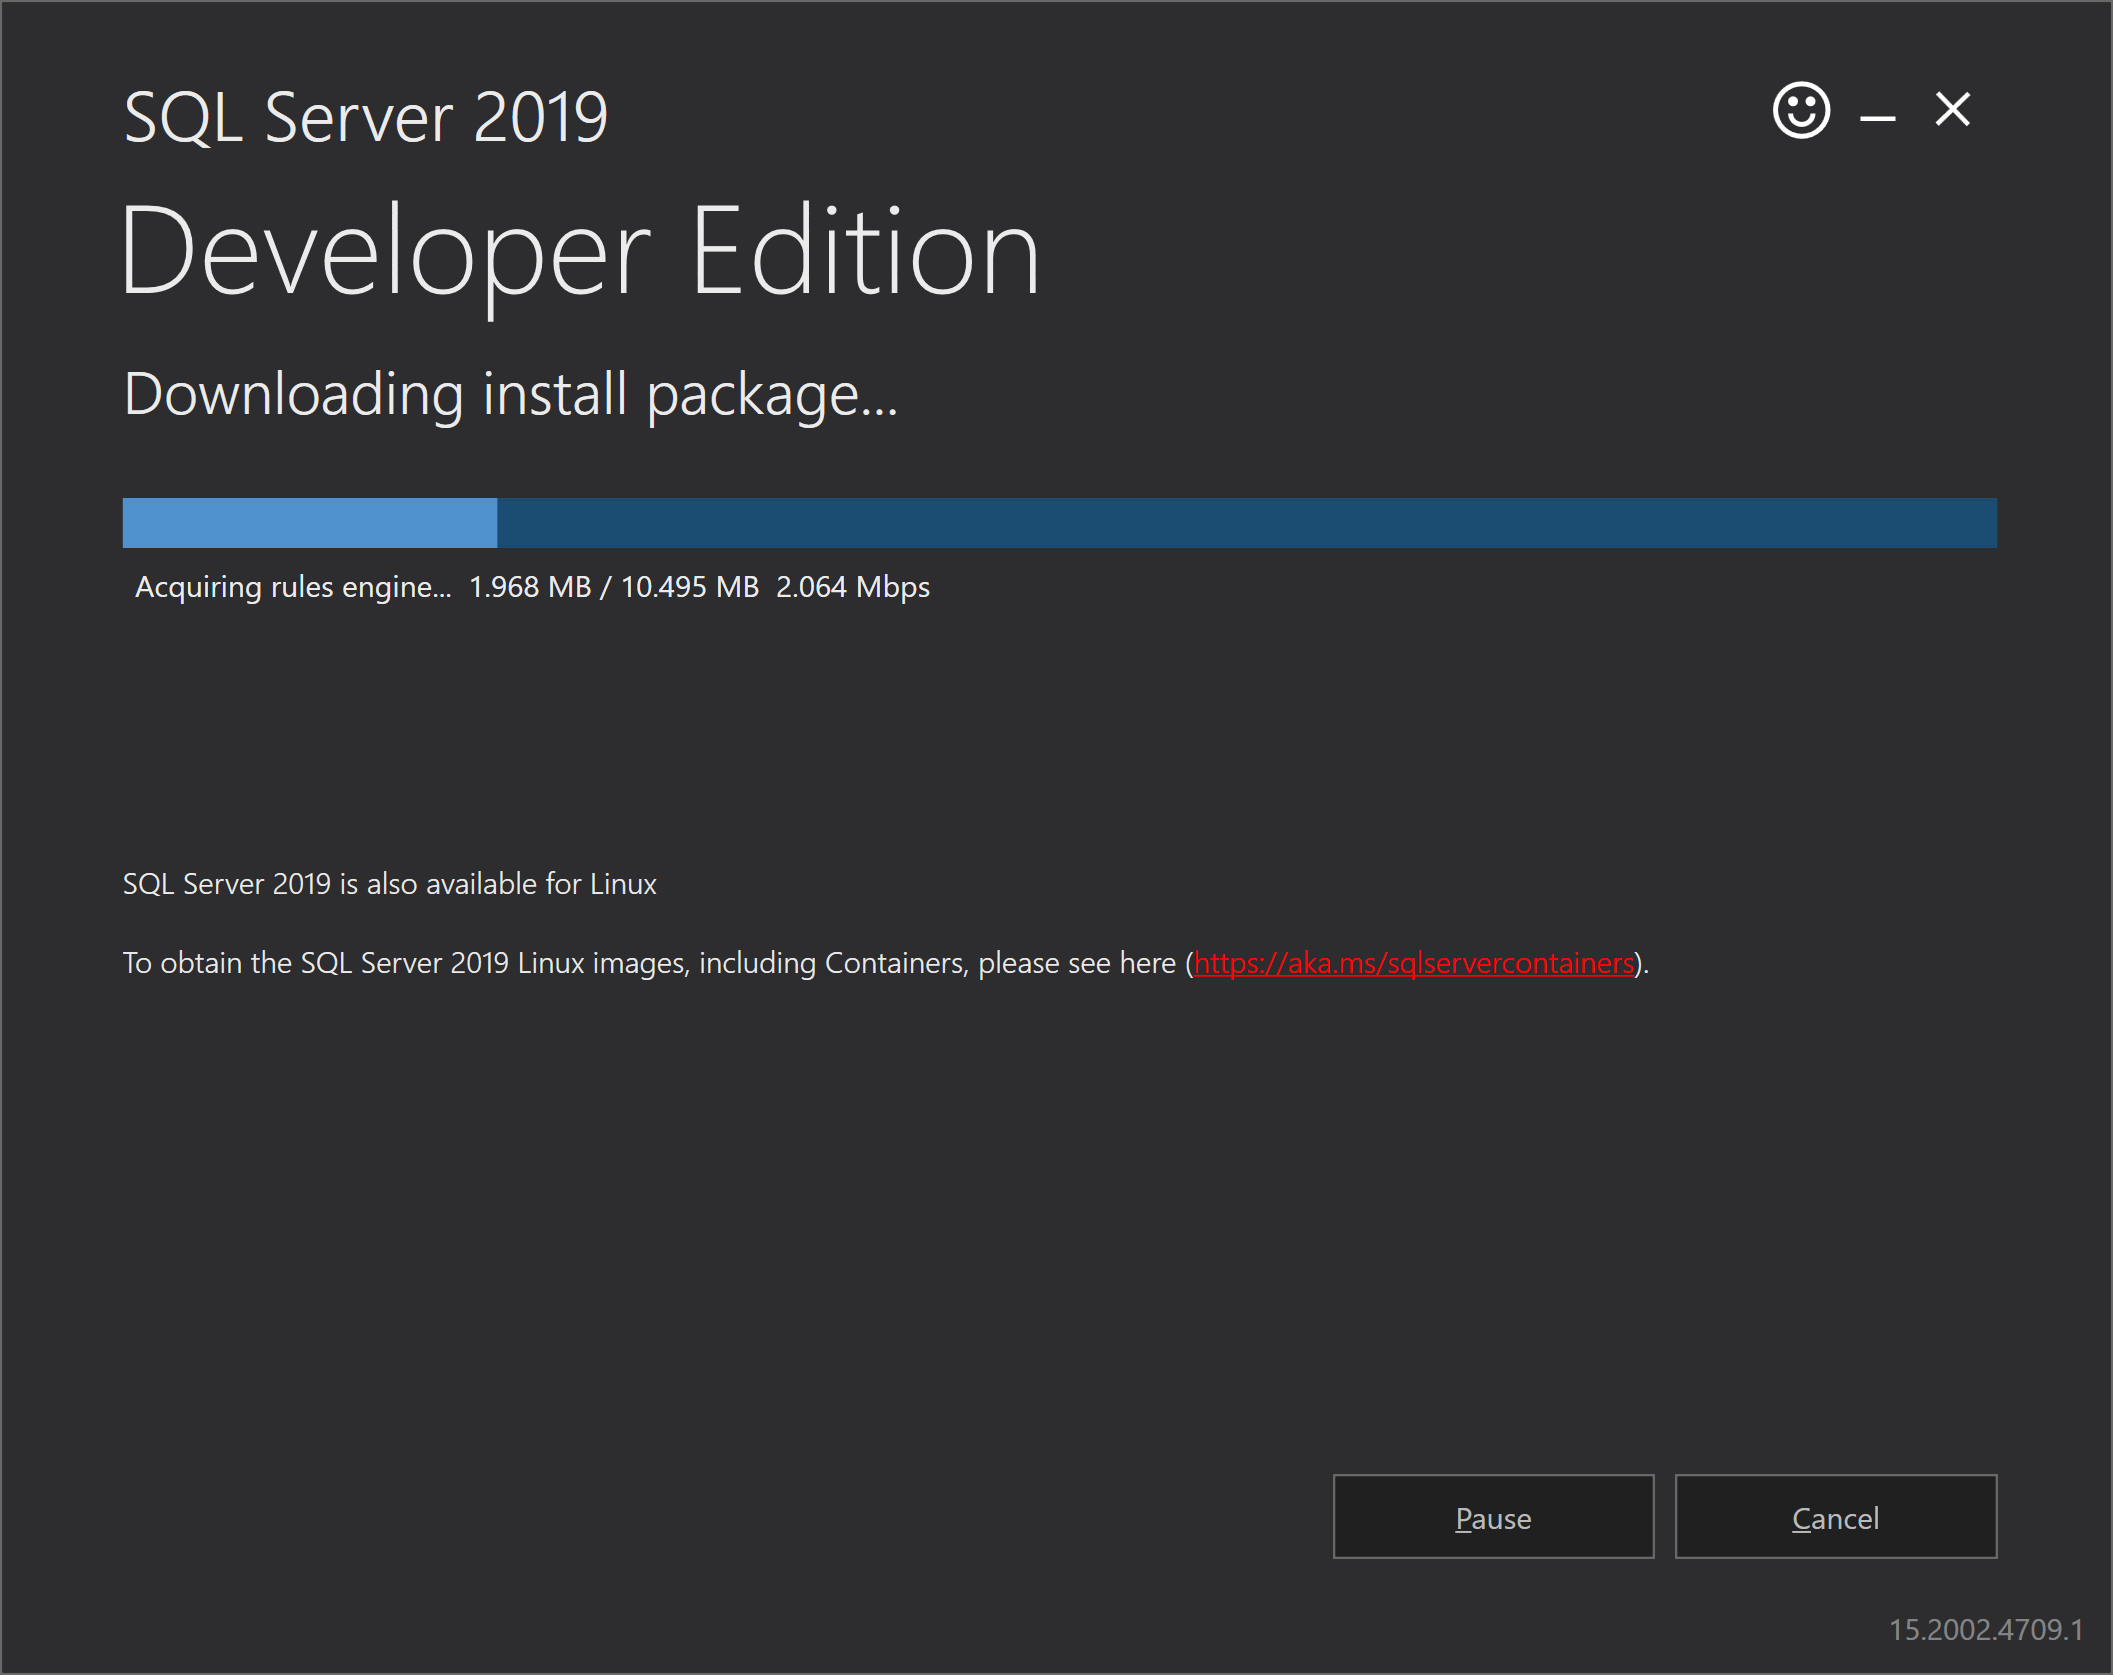 SQL Server 2019
Developer Edition
Downloading install package...
Acquiring rules engine... 1.968 MB / 10.495 MB 2.064 Mbps
SQL Server 2019 is also available for Linux
To obtain the SQL Server 2019 Linux images, including Containers, please see here (https://aka.ms/sqlservercontainers).
Pause Cancel
15.2002.4709.1